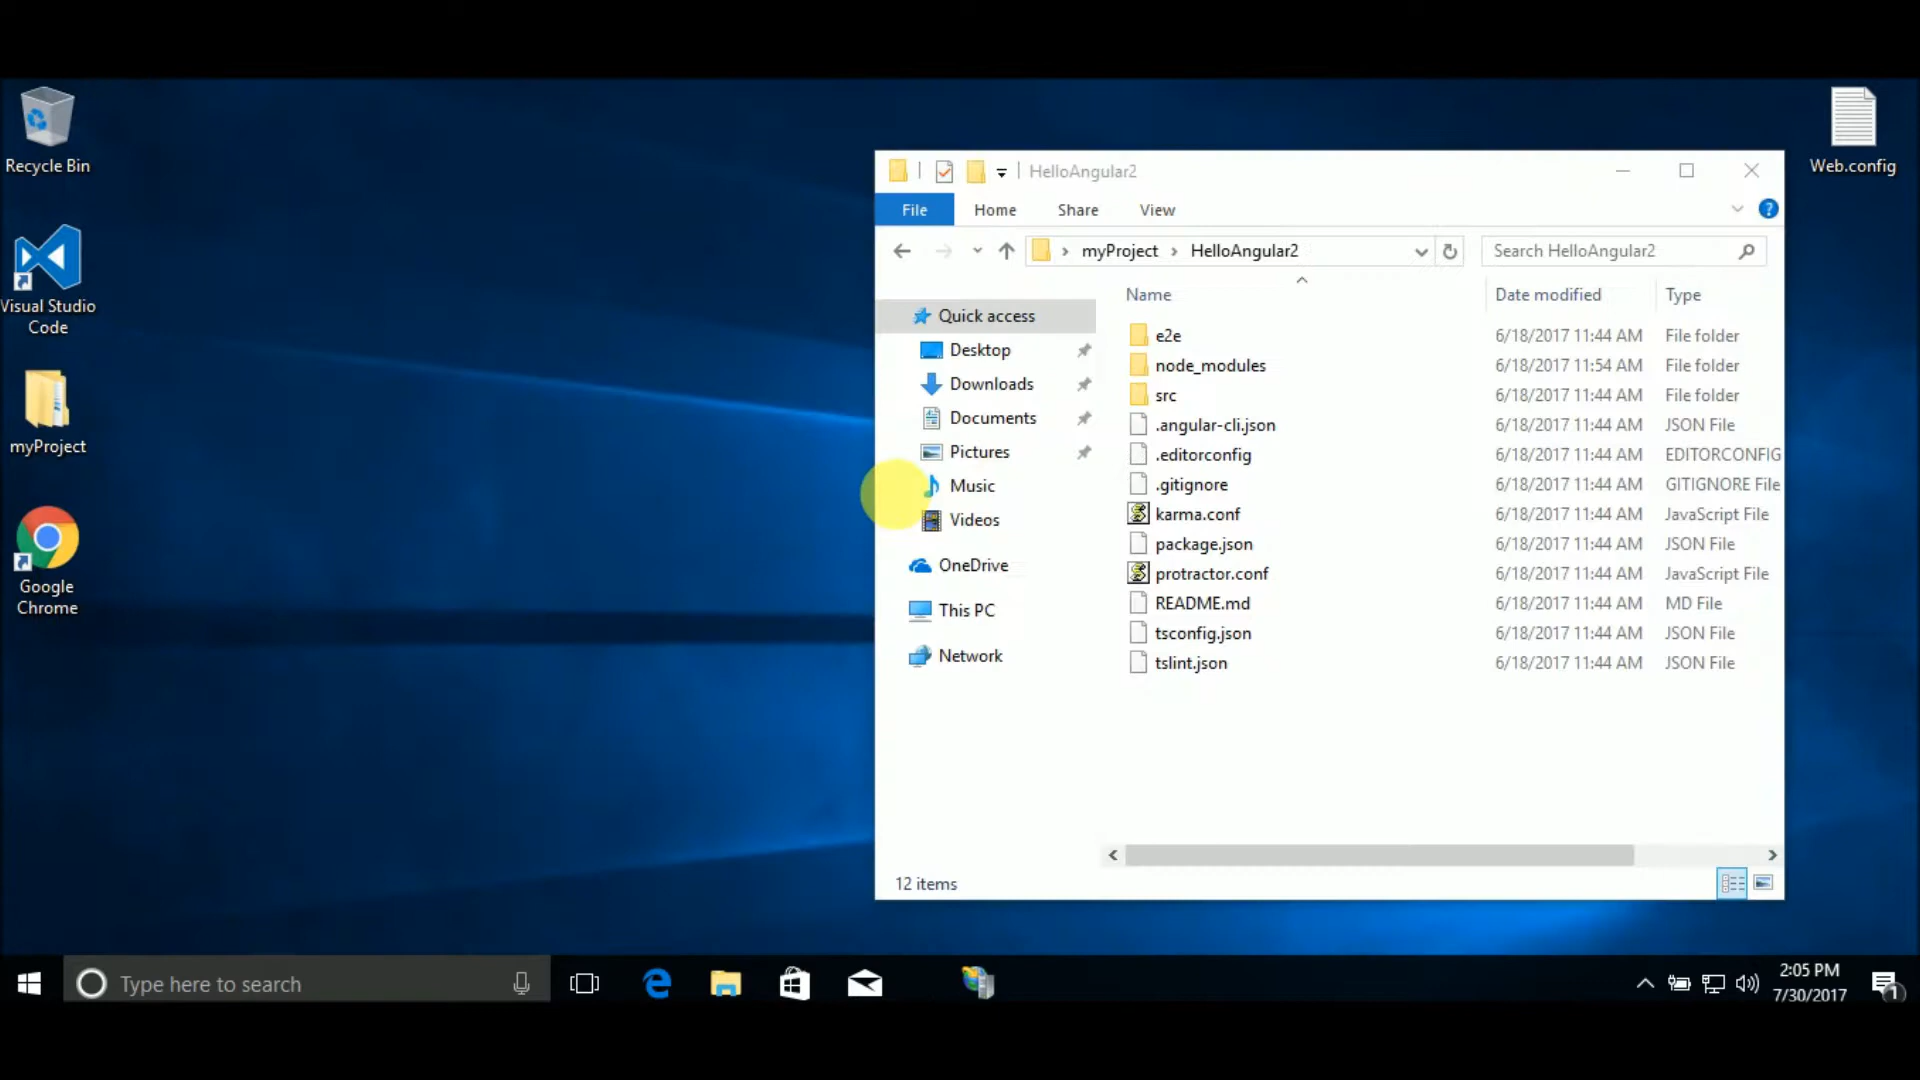 Recycle Bin
Visual Studio
Code
myProject
Google
Chrome
Web.config
HelloAngular2
File Home Share View
myProject HelloAngular2
Search HelloAngular2
Name Date modified Type
Quick access
Desktop
Downloads
Documents
Pictures
Music
Videos
OneDrive
This PC
Network
e2e 6/18/2017 11:44 AM File folder
node_modules 6/18/2017 11:54 AM File folder
src 6/18/2017 11:44 AM File folder
.angular-cli.json 6/18/2017 11:44 AM JSON File
.editorconfig 6/18/2017 11:44 AM EDITORCONFIG
.gitignore 6/18/2017 11:44 AM GITIGNORE File
karma.conf 6/18/2017 11:44 AM JavaScript File
package.json 6/18/2017 11:44 AM JSON File
protractor.conf 6/18/2017 11:44 AM JavaScript File
README.md 6/18/2017 11:44 AM MD File
tsconfig.json 6/18/2017 11:44 AM JSON File
tslint.json 6/18/2017 11:44 AM JSON File
12 items
Type here to search
2:05 PM
7/30/2017
1